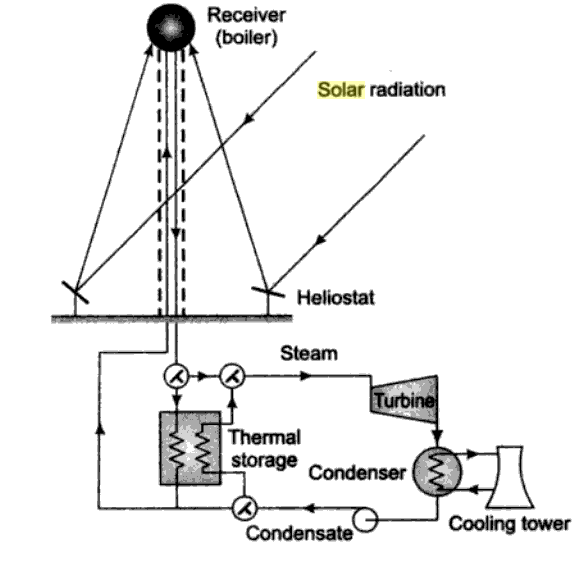 Receiver
(boiler)
Solar radiation
Heliostat
Steam
Turbine
Thermal
storage
Condenser
Condensate
Cooling tower